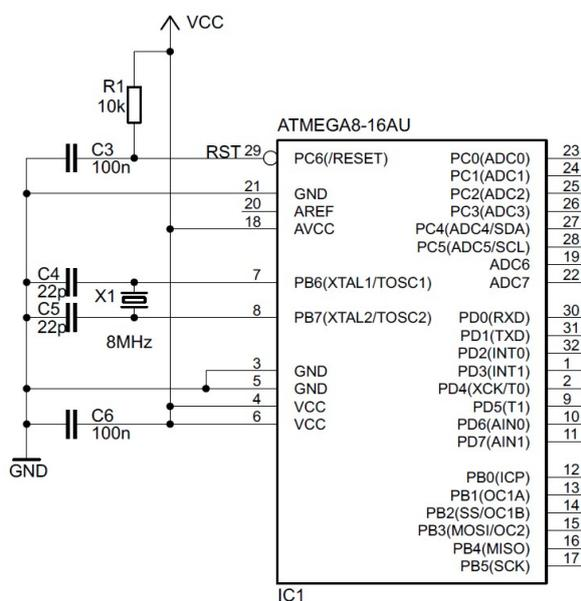 VCC
R1
10k
ATMEGA8-16AU
C3
100n
RST 29 PC6(/RESET) PC0(ADC0) 23
PC1(ADC1) 24
21 GND PC2(ADC2) 25
20 AREF PC3(ADC3) 26
18 AVCC PC4(ADC4/SDA) 27
PC5(ADC5/SCL) 28
ADC6 19
C4
22p
7 PB6(XTAL1/TOSC1) ADC7 22
X1
C5
22p
8 PB7(XTAL2/TOSC2) PD0(RXD) 30
8MHz
PD1(TXD) 31
PD2(INT0) 32
3 GND PD3(INT1) 1
5 GND PD4(XCK/T0) 2
4 VCC PD5(T1) 9
6 VCC PD6(AIN0) 10
C6
100n
PD7(AIN1) 11
GND
PB0(ICP) 12
PB1(OC1A) 13
PB2(SS/OC1B) 14
PB3(MOSI/OC2) 15
PB4(MISO) 16
PB5(SCK) 17
IC1